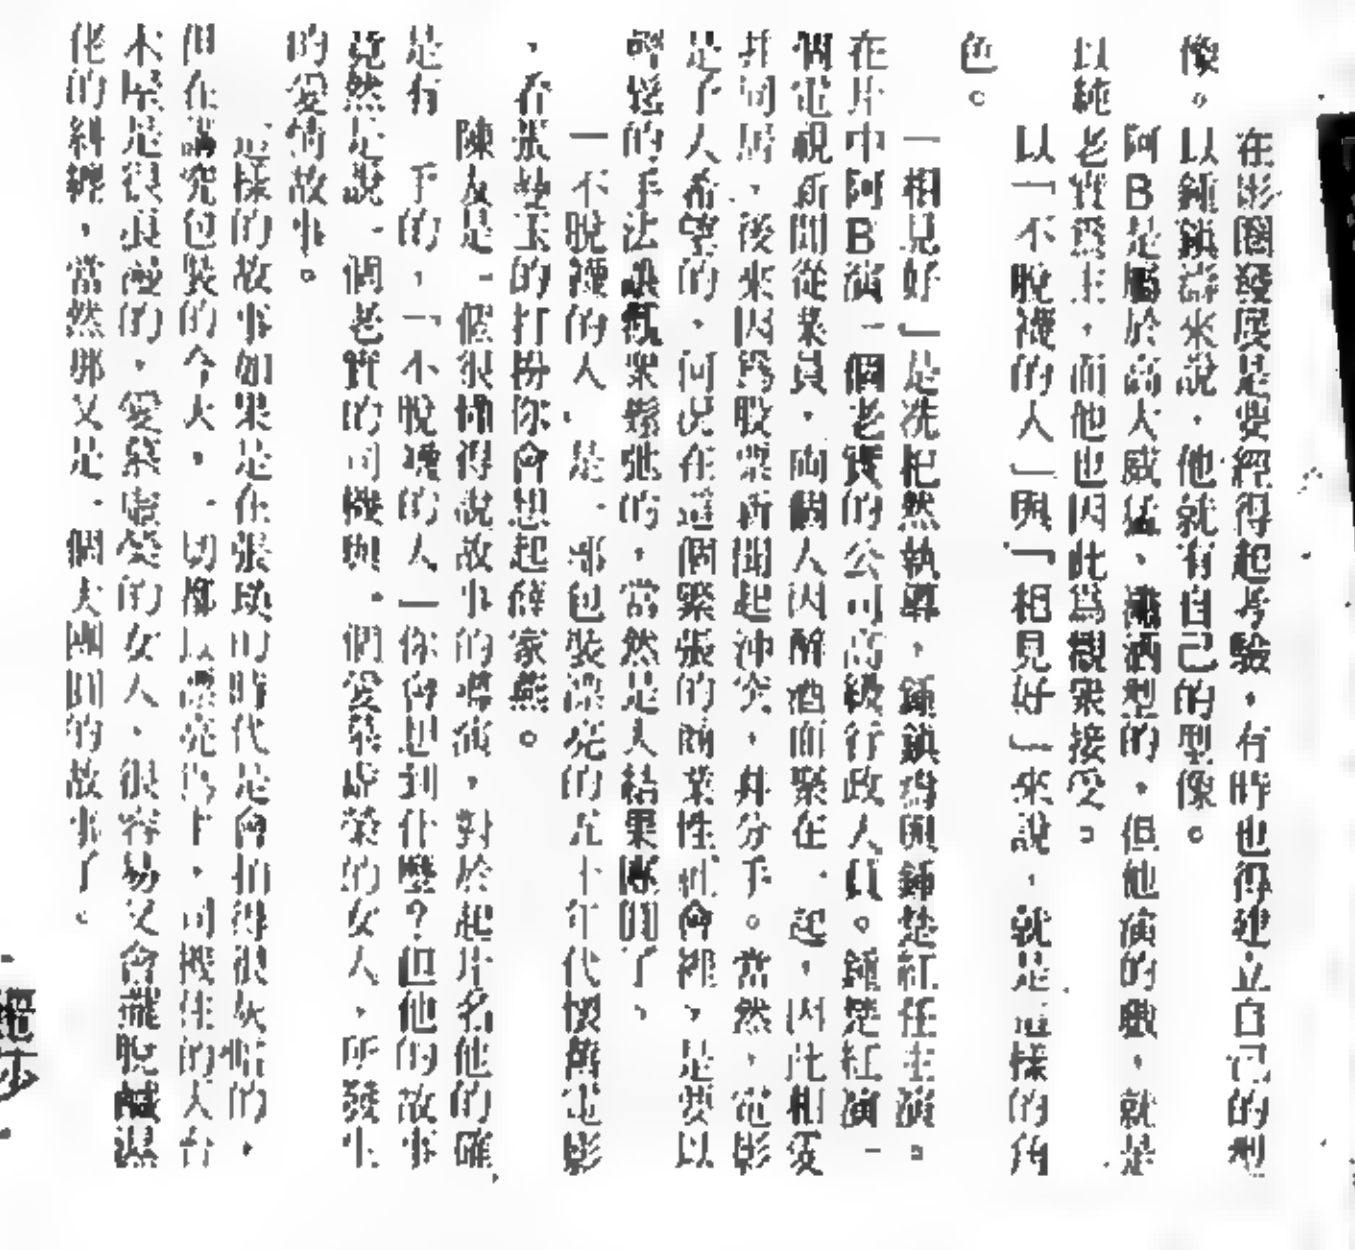 在影圈發展是要經得起考驗，有時也得建立自己的型
像。以鍾鎮濤來說，他就有自己的型像。
阿B是屬於高大威猛、瀟洒型的，但他演的戲，就是
以純老實為主，而他也因此為觀眾接受。
以「不脫襪的人」與「相見好」來說，就是這樣的角
色。
「相見好」是冼杞然執導，鍾鎮濤與鍾楚紅任主演。
在片中阿B演一個老實的公司高級行政人員。鍾楚紅演一
個電視新聞從業員，兩個人因醉酒而聚在一起，因此相愛
并同居，後來因為股票新聞起沖突，并分手。當然，電影
是了人希望的，何況在這個緊張的商業性社會裡，是要以
輕鬆的手法讓觀眾鬆弛的，當然是大結果團圓了、
「不脫襪的人」是一部包裝漂亮的五十年代懷舊電影
，看張艾玉的打扮你會想起薛家燕。
陳友是一個很懂得說故事的導演，對於起片名他的確
是有一手的，「不脫襪的人」你會想到什麼？但他的故事
竟然是說一個老實的司機與一個愛慕虛榮的女人，所發生
的愛情故事。
這樣的故事如果是在張瑛的時代是會拍得很灰暗的，
但在講究包裝的今天，一切都以漂亮為上，司機住的天台
木屋是很浪漫的，愛慕虛榮的女人，很容易又會擺脫鹹濕
佬的糾纏，當然那又是一個大團圓的故事了。